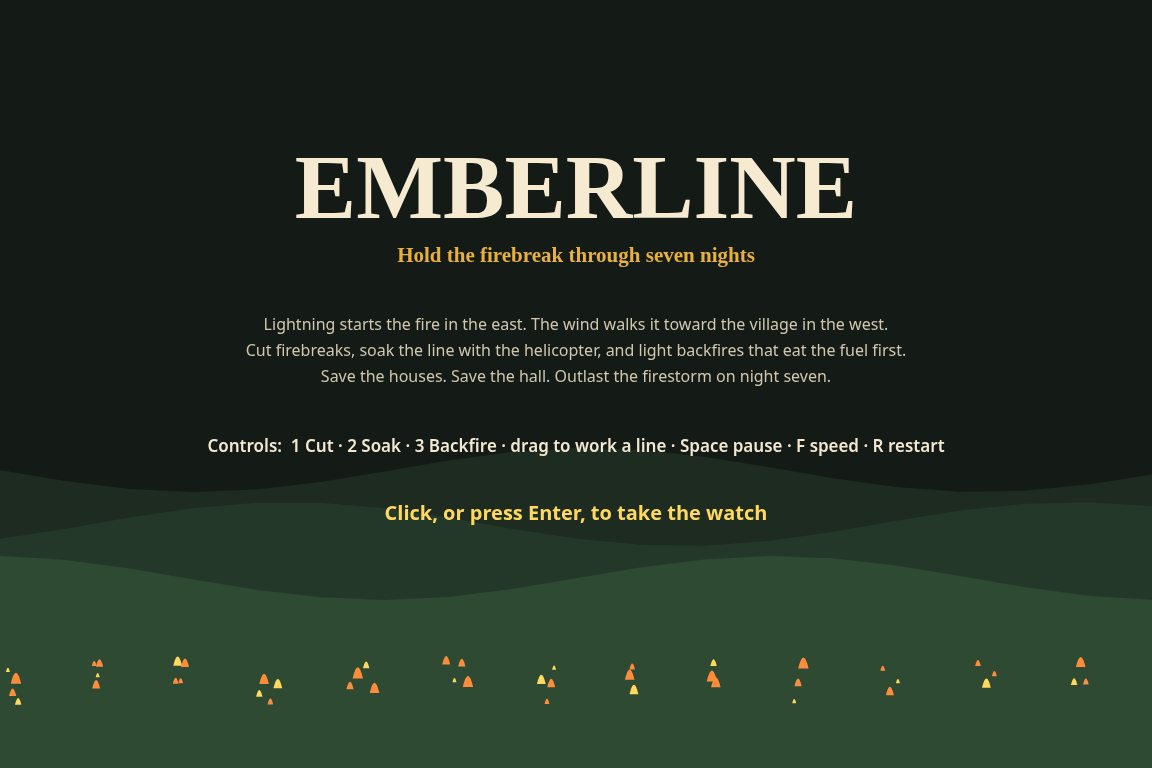 EMBERLINE
Hold the firebreak through seven nights
Lightning starts the fire in the east. The wind walks it toward the village in the west.
Cut firebreaks, soak the line with the helicopter, and light backfires that eat the fuel first.
Save the houses. Save the hall. Outlast the firestorm on night seven.
Controls:  1 Cut · 2 Soak · 3 Backfire · drag to work a line · Space pause · F speed · R restart
Click, or press Enter, to take the watch